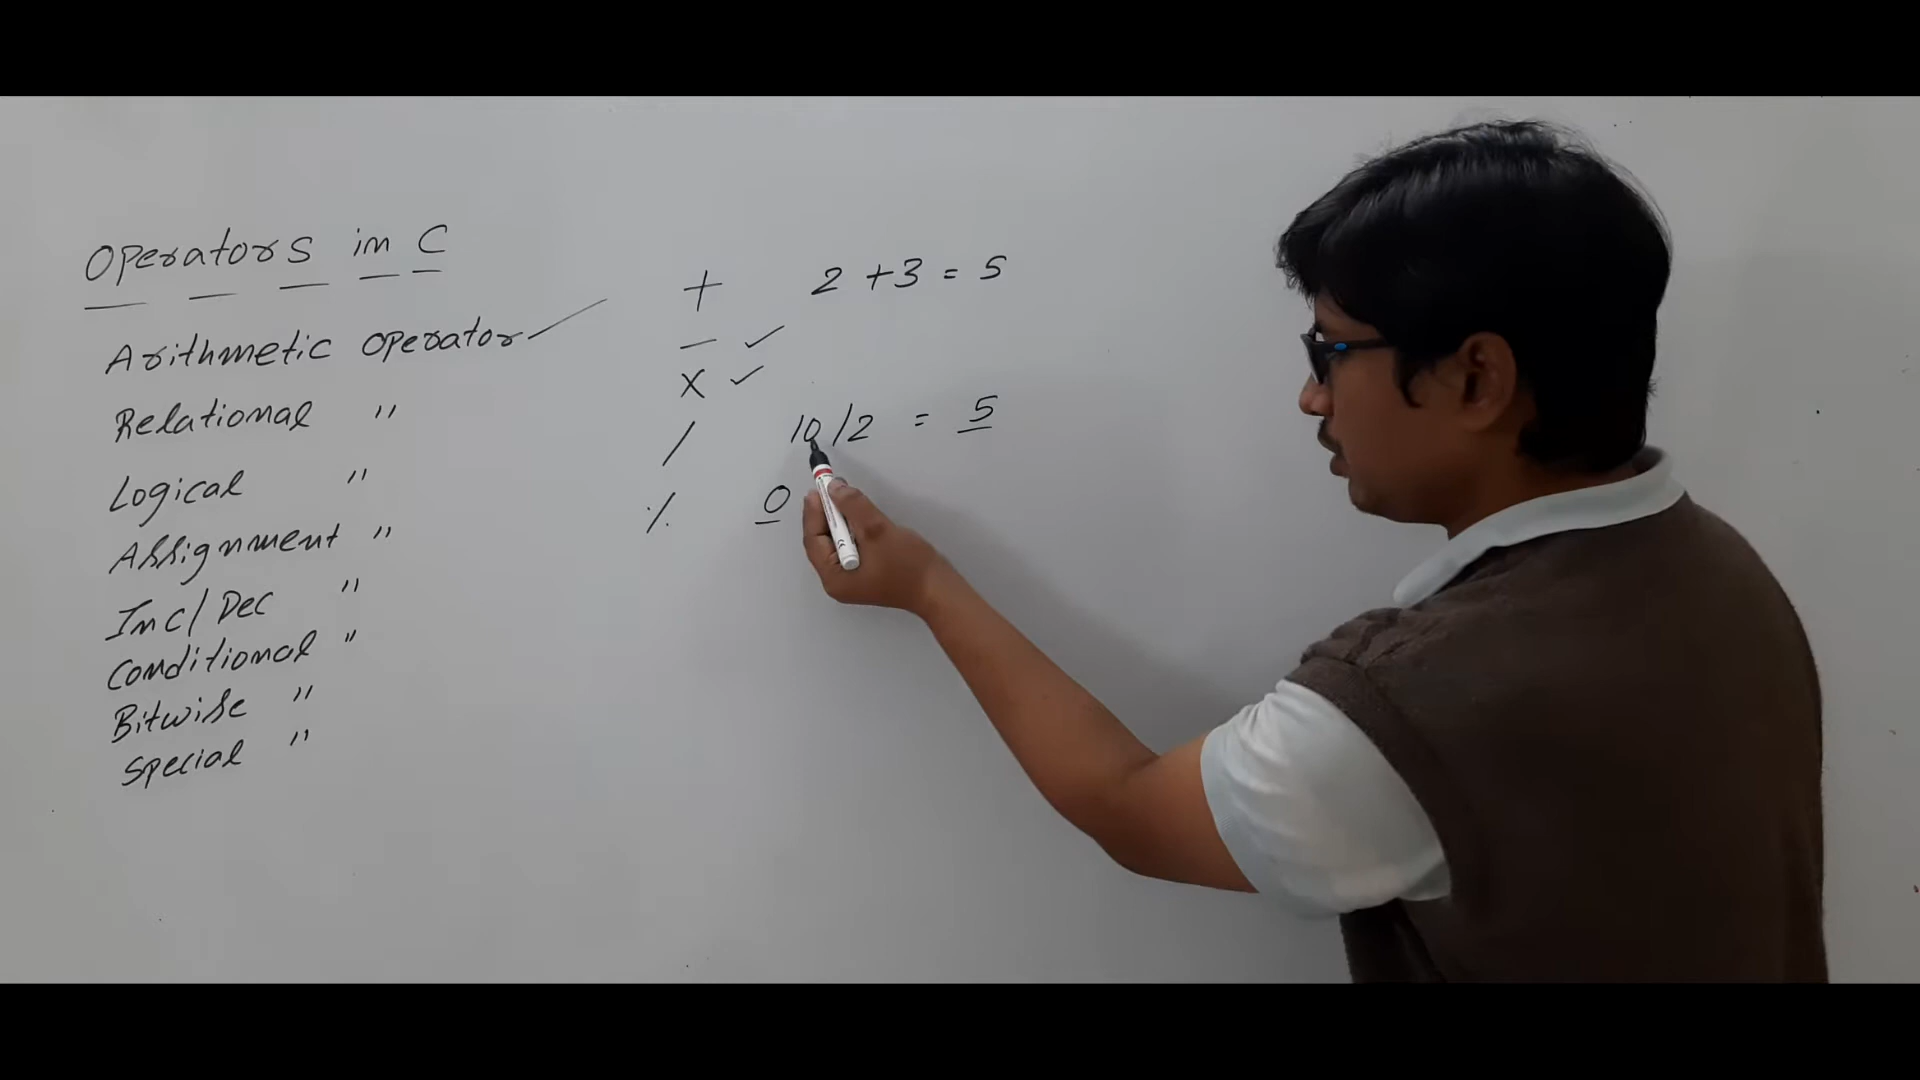 Operators in C
Arithmetic operator
Relational "
Logical "
Assignment "
Inc/Dec "
Conditional "
Bitwise "
Special "
+ 2 + 3 = 5
- ✓
x ✓
/ 10/2 = 5
% 0